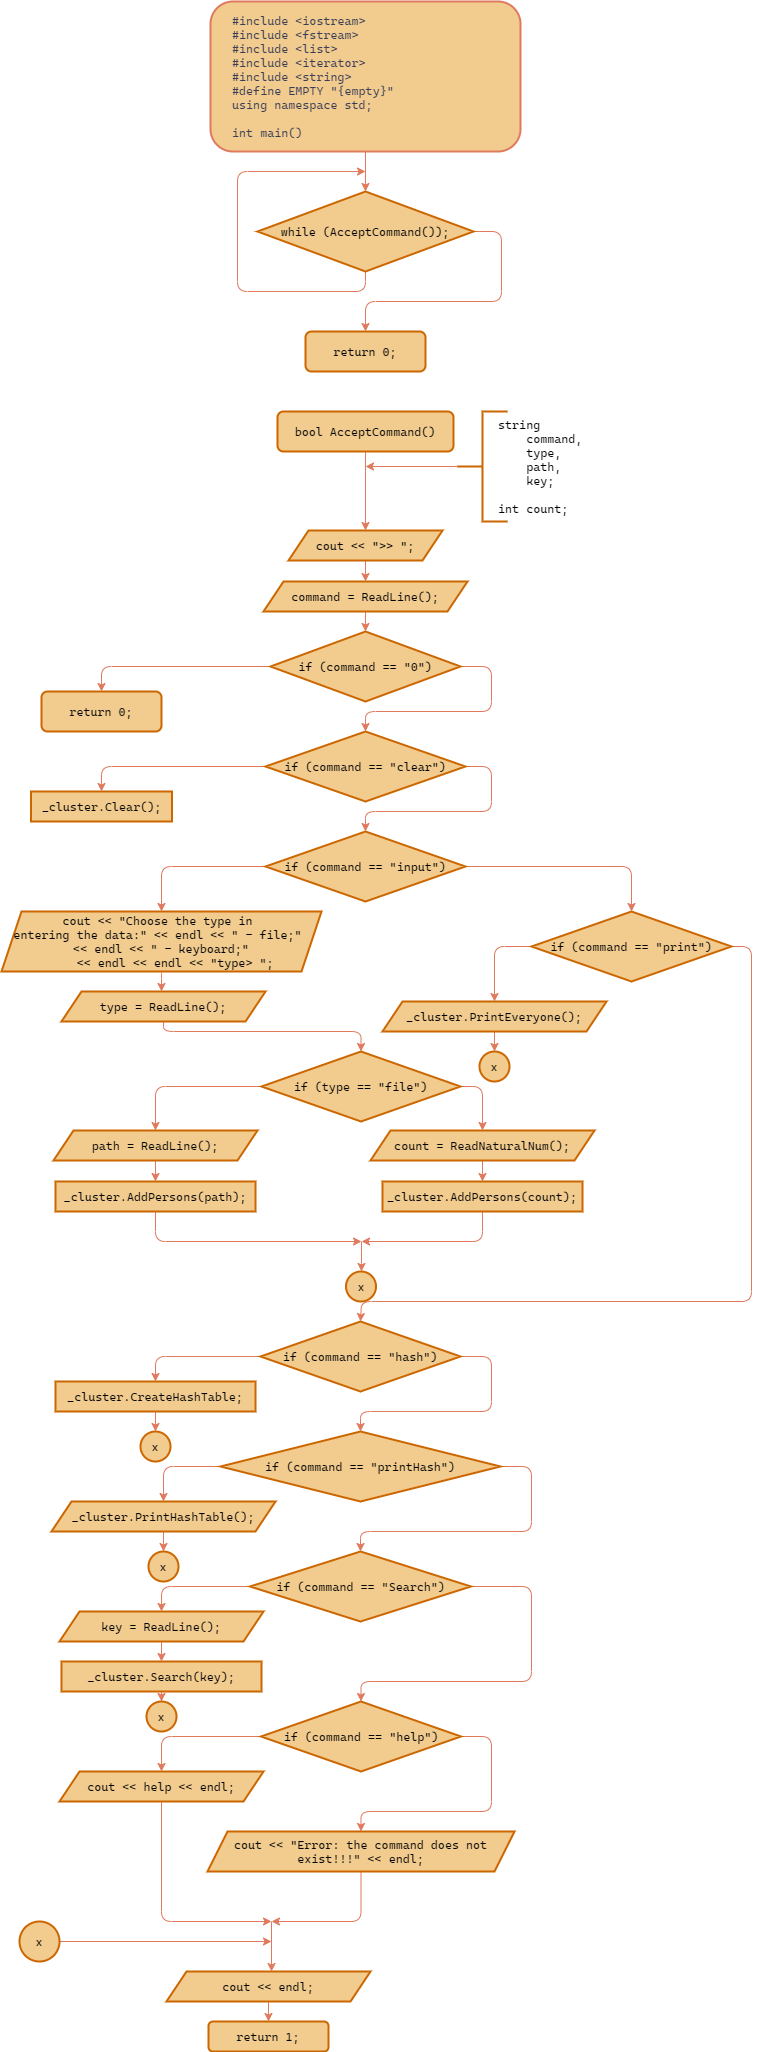 #include <iostream>
#include <fstream>
#include <list>
#include <iterator>
#include <string>
#define EMPTY "{empty}"
using namespace std;
int main()
while (AcceptCommand());
return 0;
bool AcceptCommand()
string
command,
type,
path,
key;
int count;
cout << ">> ";
command = ReadLine();
if (command == "0")
return 0;
if (command == "clear")
_cluster.Clear();
if (command == "input")
cout << "Choose the type in
entering the data:" << endl << " - file;"
<< endl << " - keyboard;"
<< endl << endl << "type> ";
if (command == "print")
type = ReadLine();
_cluster.PrintEveryone();
x
if (type == "file")
path = ReadLine();
count = ReadNaturalNum();
_cluster.AddPersons(path);
_cluster.AddPersons(count);
x
if (command == "hash")
_cluster.CreateHashTable;
x
if (command == "printHash")
_cluster.PrintHashTable();
x
if (command == "Search")
key = ReadLine();
_cluster.Search(key);
x
if (command == "help")
cout << help << endl;
cout << "Error: the command does not
exist!!!" << endl;
x
cout << endl;
return 1;